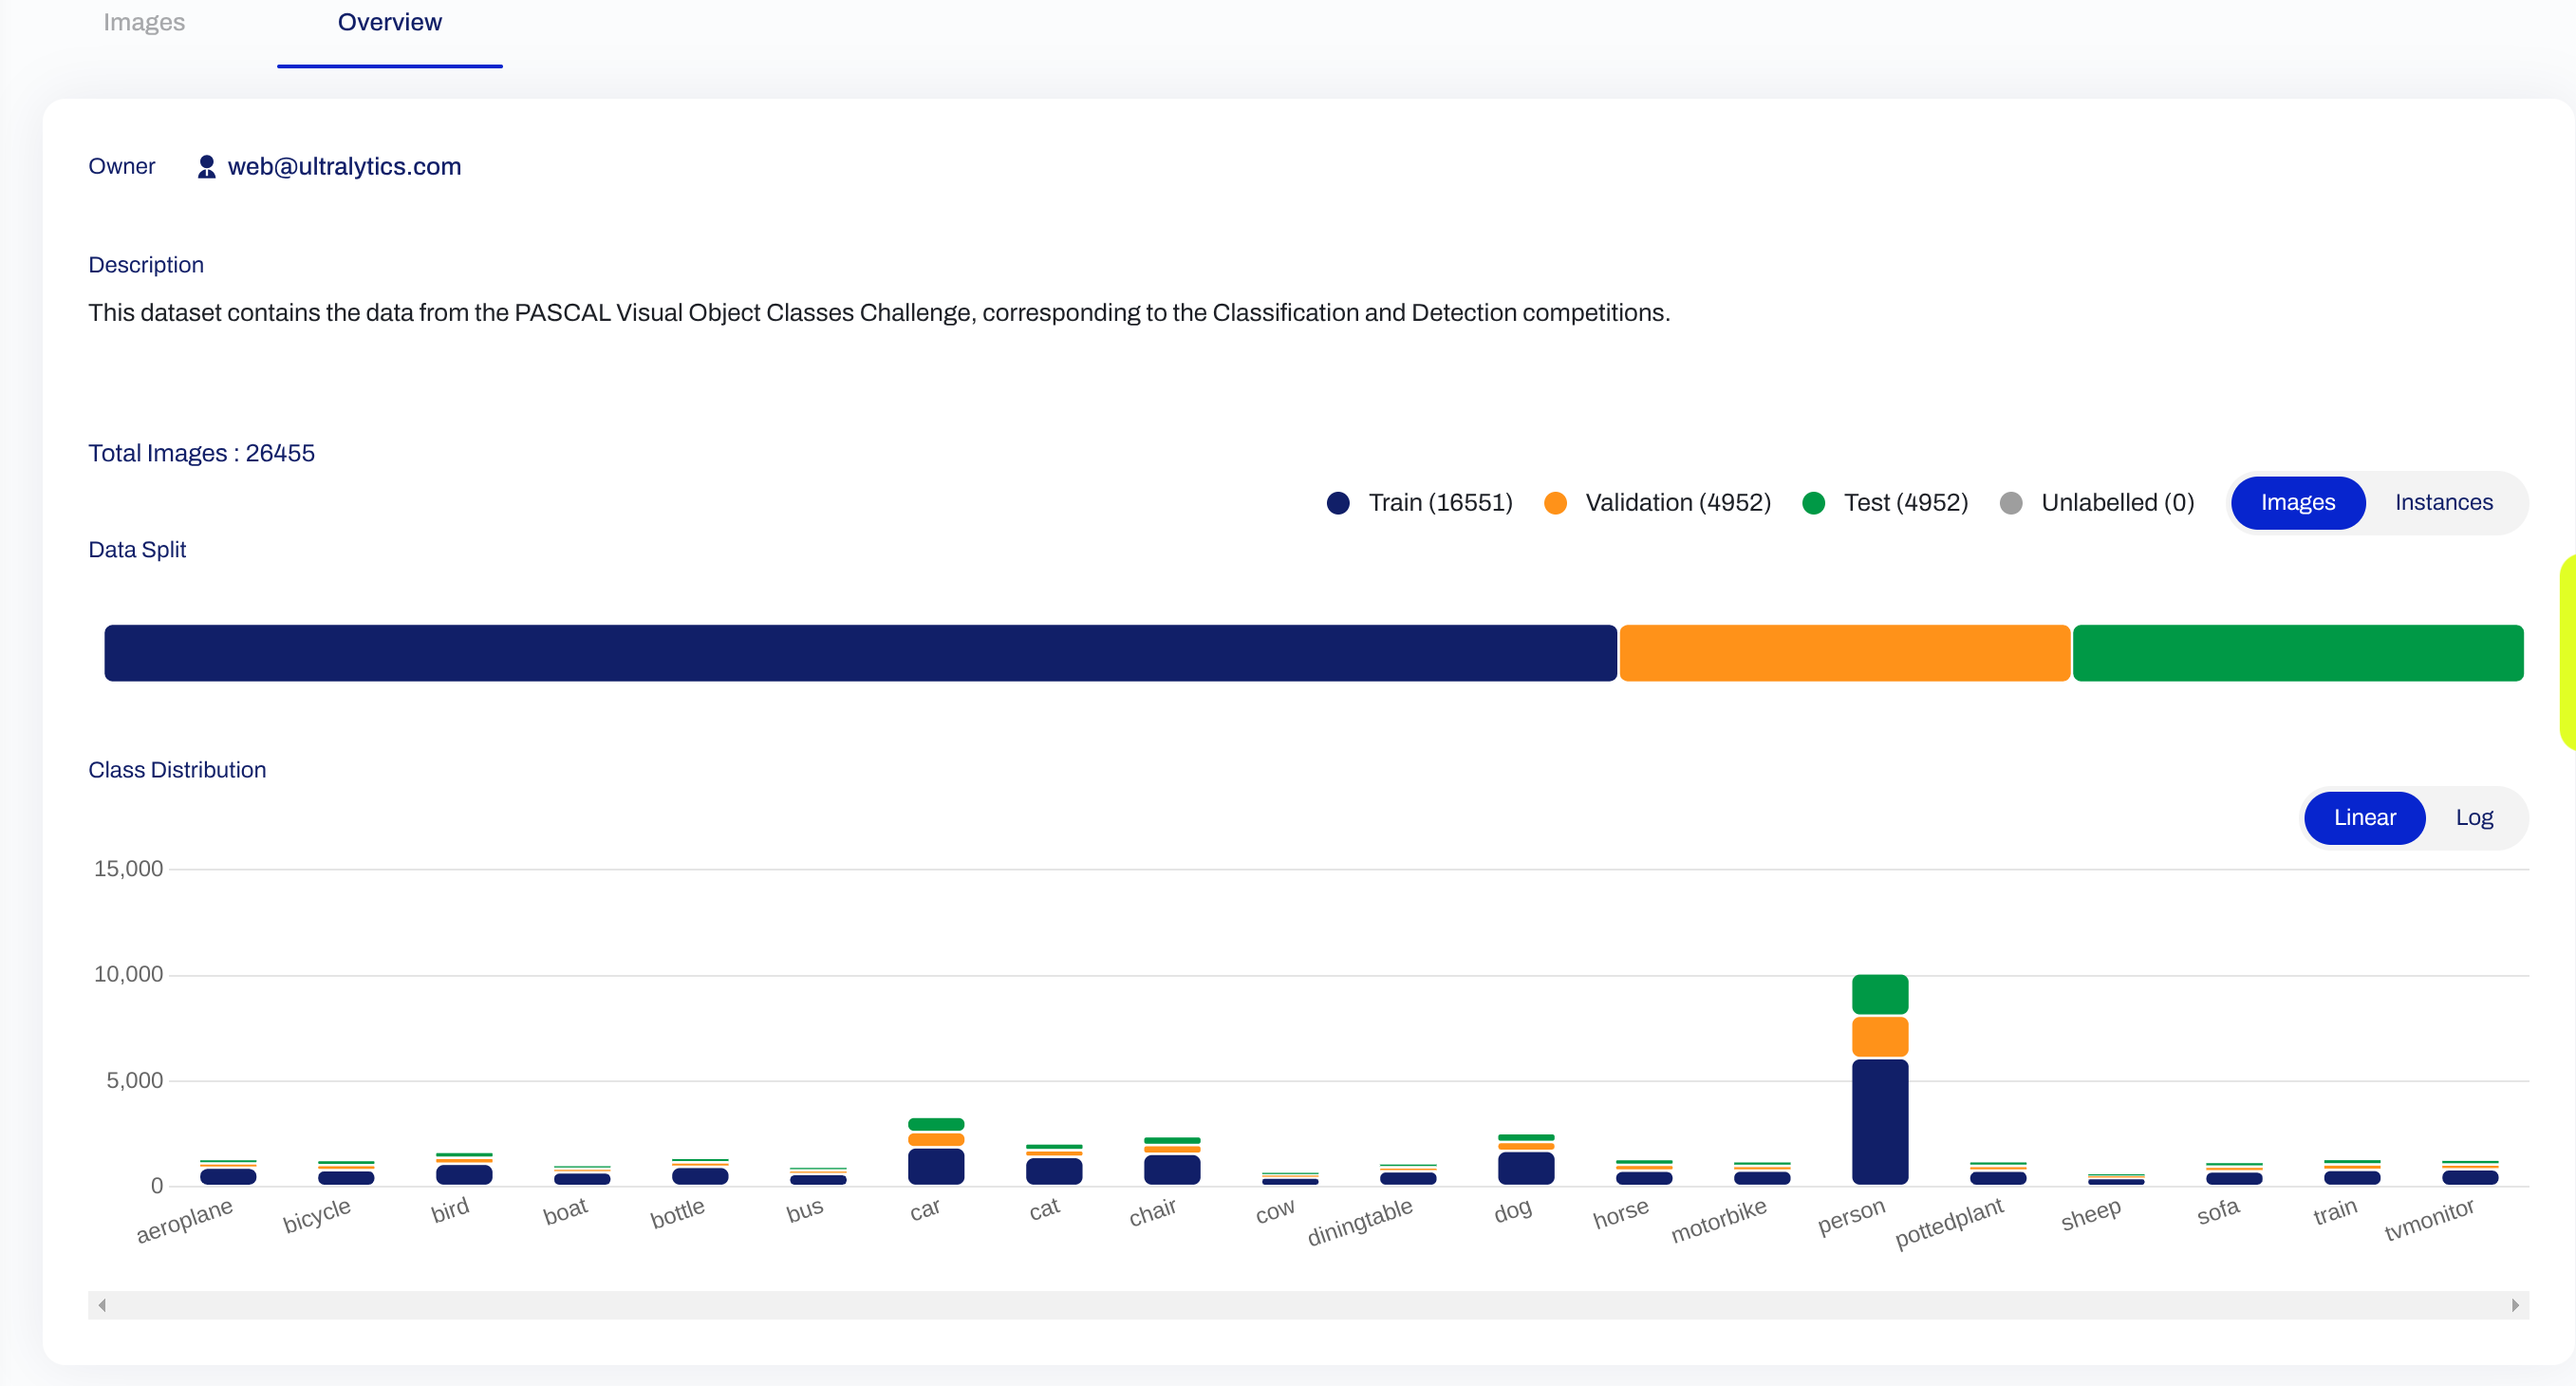 Images Overview
Owner web@ultralytics.com
Description
This dataset contains the data from the PASCAL Visual Object Classes Challenge, corresponding to the Classification and Detection competitions.
Total Images : 26455
Train (16551) Validation (4952) Test (4952) Unlabelled (0) Images Instances
Data Split
Class Distribution
Linear Log
15,000
10,000
5,000
0
aeroplane bicycle bird boat bottle bus car cat chair cow diningtable dog horse motorbike person pottedplant sheep sofa train tvmonitor